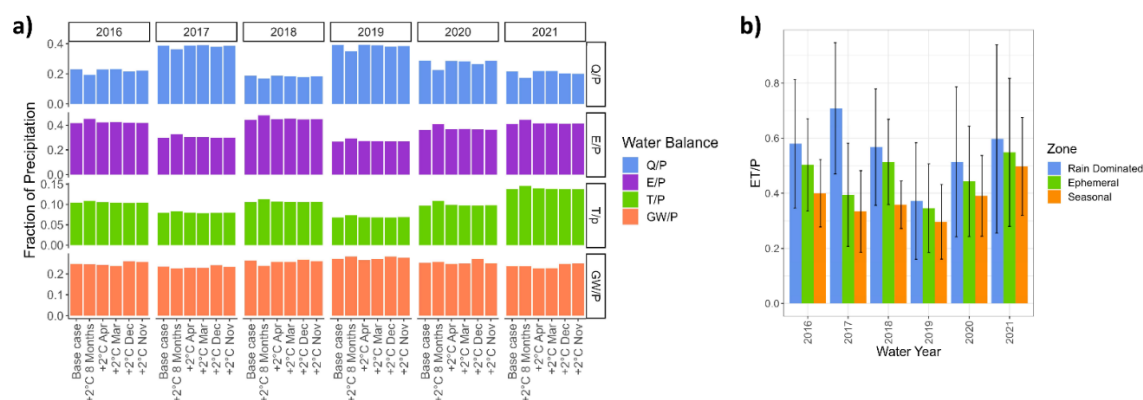 a)
2016 2017 2018 2019 2020 2021
Fraction of Precipitation
0.4
0.2
0.0
Q/P
0.4
0.2
0.0
E/P
0.15
0.10
0.05
0.00
T/P
0.2
0.1
0.0
GW/P
Base case
+2°C 8 Months
+2°C Apr
+2°C Mar
+2°C Dec
+2°C Nov
Base case
+2°C 8 Months
+2°C Apr
+2°C Mar
+2°C Dec
+2°C Nov
Base case
+2°C 8 Months
+2°C Apr
+2°C Mar
+2°C Dec
+2°C Nov
Base case
+2°C 8 Months
+2°C Apr
+2°C Mar
+2°C Dec
+2°C Nov
Base case
+2°C 8 Months
+2°C Apr
+2°C Mar
+2°C Dec
+2°C Nov
Base case
+2°C 8 Months
+2°C Apr
+2°C Mar
+2°C Dec
+2°C Nov
Water Balance
Q/P
E/P
T/P
GW/P
b)
ET/P
0.8
0.6
0.4
0.2
0.0
2016
2017
2018
2019
2020
2021
Water Year
Zone
Rain Dominated
Ephemeral
Seasonal